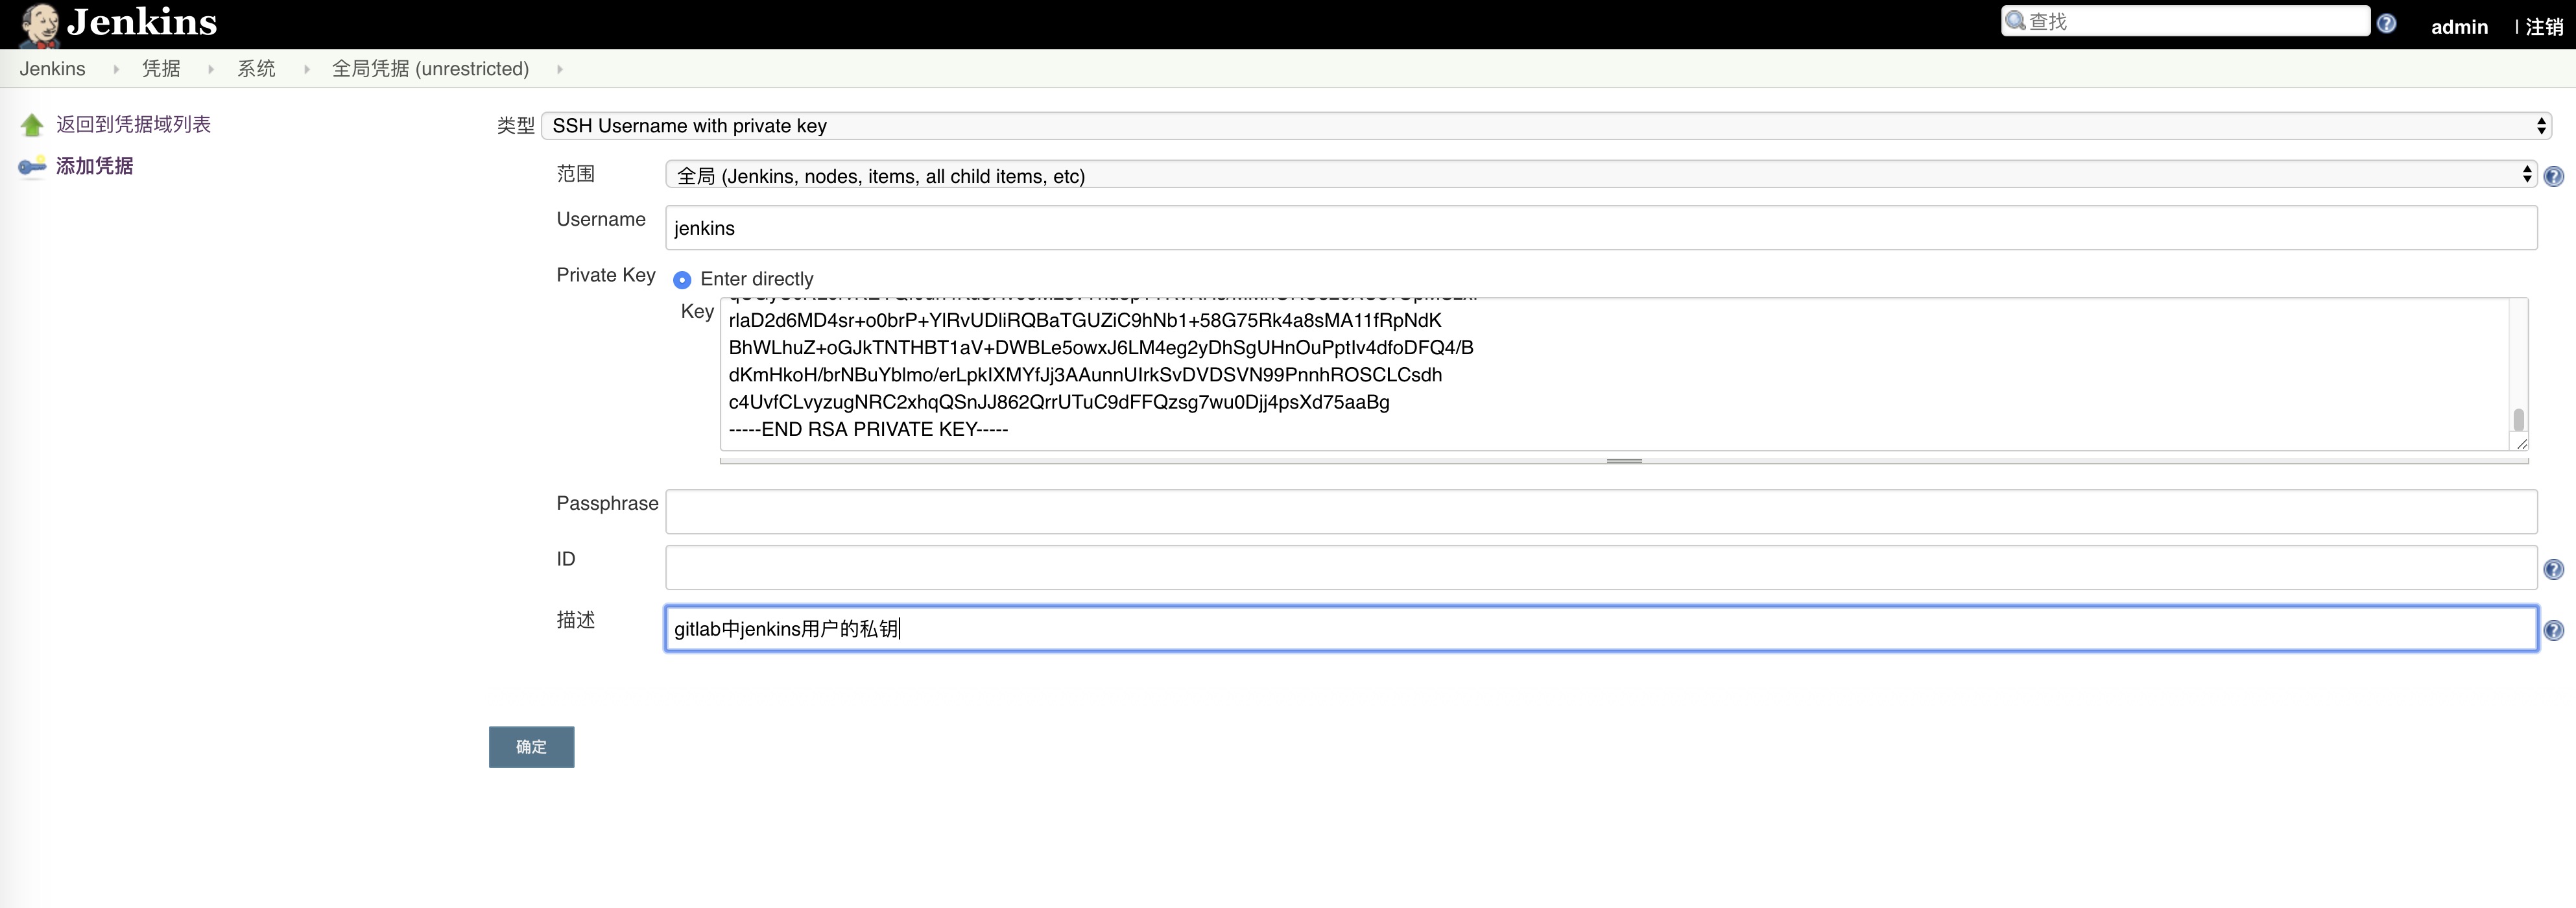 Jenkins
查找
admin
| 注销
Jenkins
凭据
系统
全局凭据 (unrestricted)
返回到凭据域列表
添加凭据
类型
SSH Username with private key
范围
全局 (Jenkins, nodes, items, all child items, etc)
Username
jenkins
Private Key
Enter directly
Key
rlaD2d6MD4sr+o0brP+YlRvUDliRQBaTGUZiC9hNb1+58G75Rk4a8sMA11fRpNdK
BhWLhuZ+oGJkTNTHBT1aV+DWBLe5owxJ6LM4eg2yDhSgUHnOuPptIv4dfoDFQ4/B
dKmHkoH/brNBuYblmo/erLpkIXMYfJj3AAunnUIrkSvDVDSVN99PnnhROSCLCsdh
c4UvfCLvyzugNRC2xhqQSnJJ862QrrUTuC9dFFQzsg7wu0Djj4psXd75aaBg
-----END RSA PRIVATE KEY-----
Passphrase
ID
描述
gitlab中jenkins用户的私钥
确定